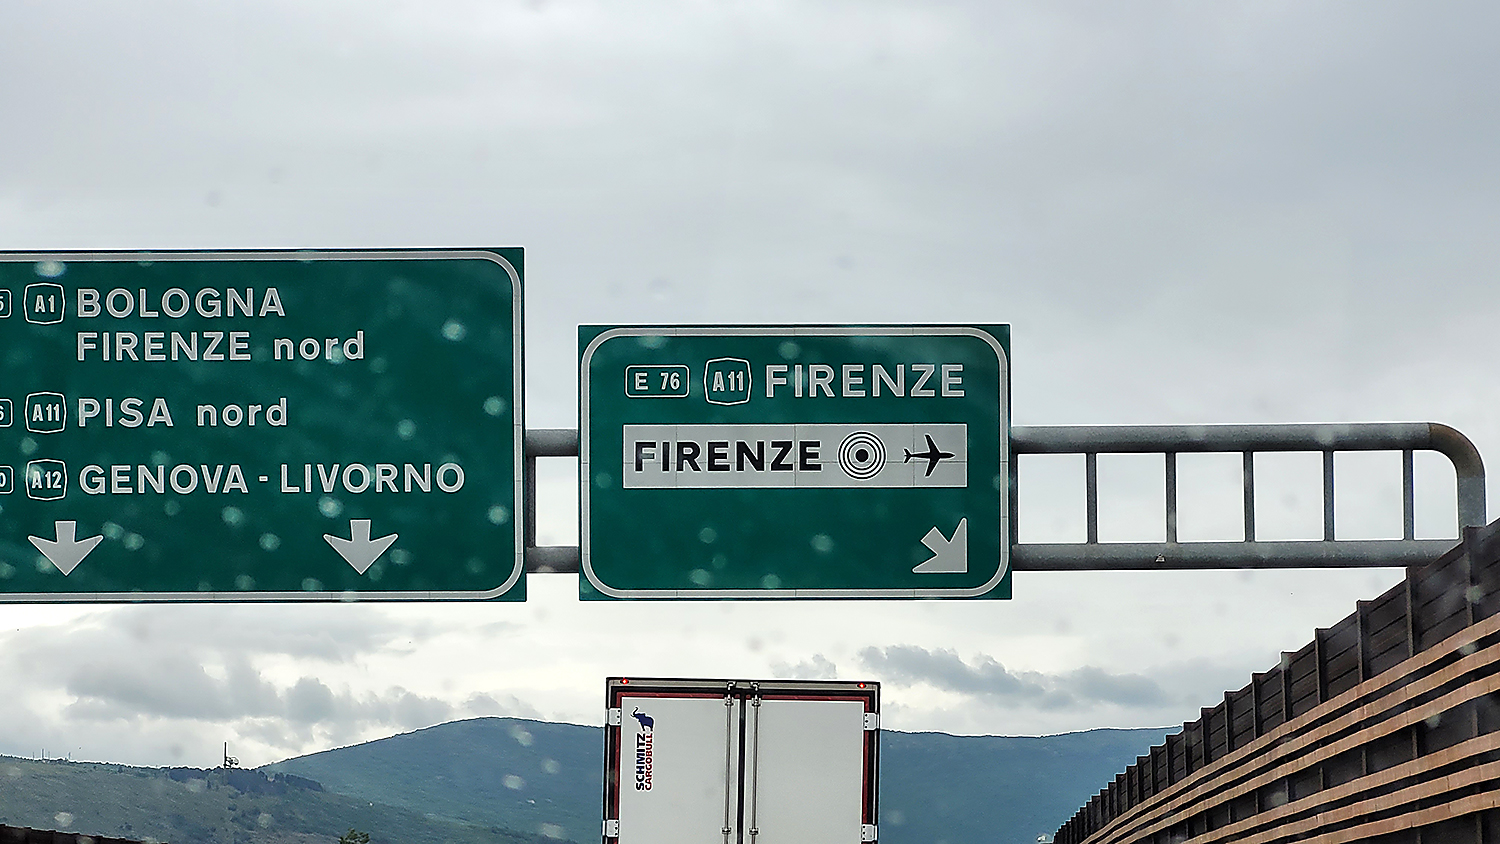 A1 BOLOGNA
FIRENZE nord
A11 PISA nord
A12 GENOVA - LIVORNO
E 76 A11 FIRENZE
FIRENZE
SCHMITZ
CARGOBULL